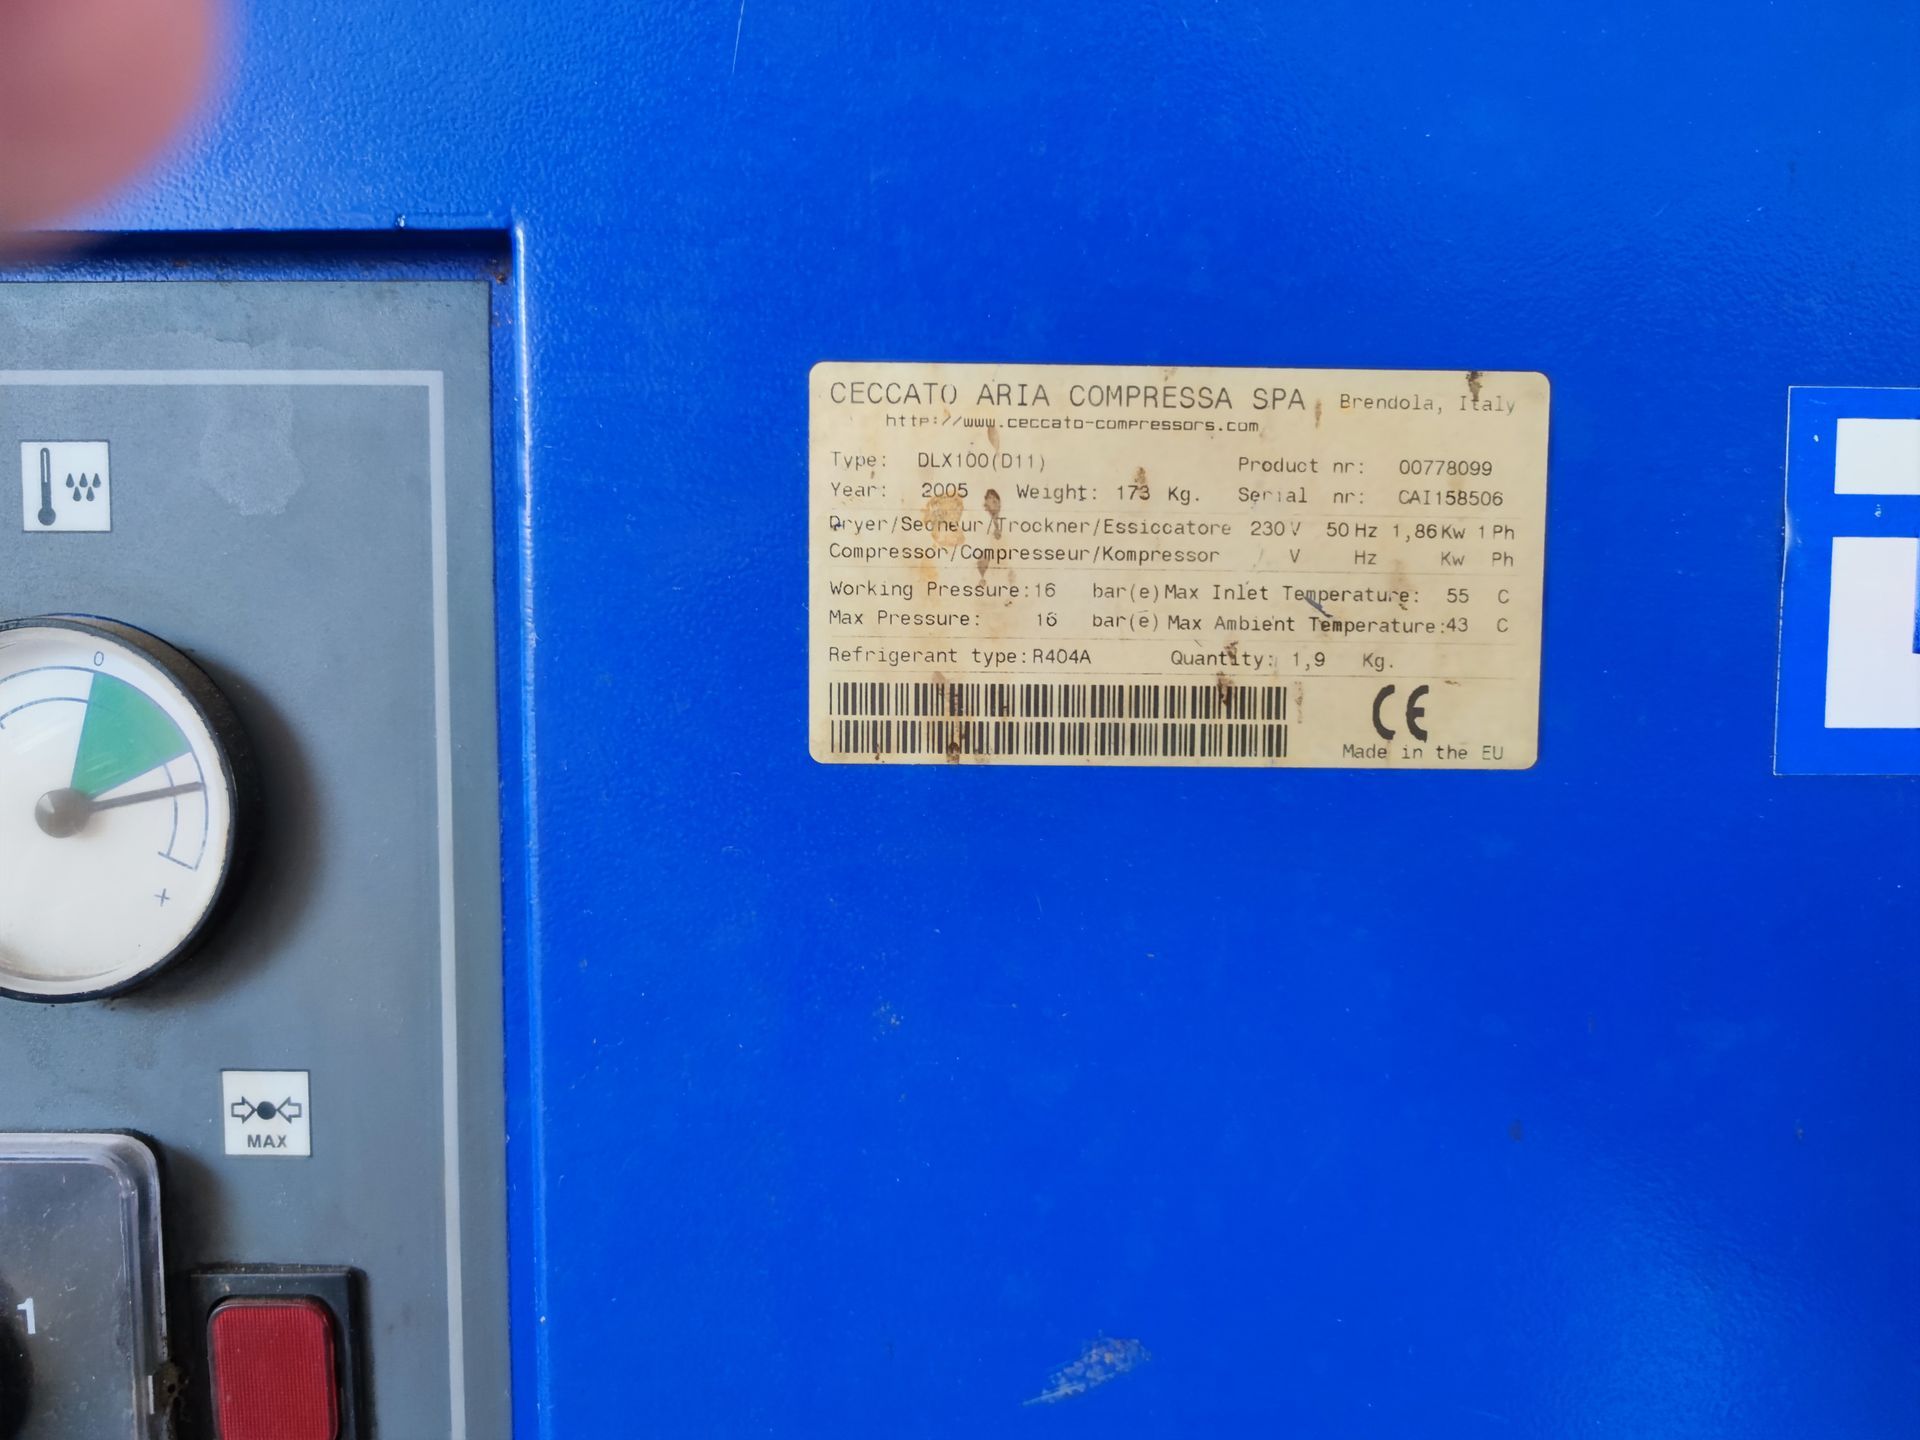 CECCATO ARIA COMPRESSA SPA Brendola, Italy
http://www.ceccato-compressors.com
Type: DLX100(D11) Product nr: 00778099
Year: 2005 Weight: 173 Kg. Serial nr: CAI158506
Dryer/Secheur/Trockner/Essiccatore 230 V 50 Hz 1,86 Kw 1 Ph
Compressor/Compresseur/Kompressor / V Hz Kw Ph
Working Pressure: 16 bar(e) Max Inlet Temperature: 55 C
Max Pressure: 16 bar(e) Max Ambient Temperature: 43 C
Refrigerant type: R404A Quantity: 1,9 Kg.
CE
Made in the EU
0
+
MAX
1